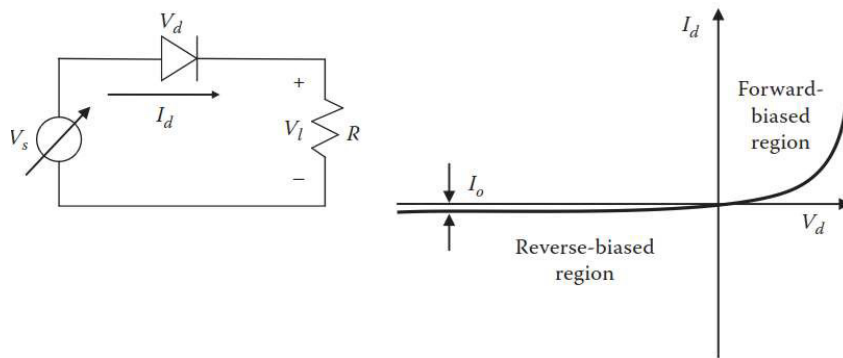 V_d
I_d
V_s
+
V_l
R
−
I_d
Forward-
biased
region
I_o
V_d
Reverse-biased
region